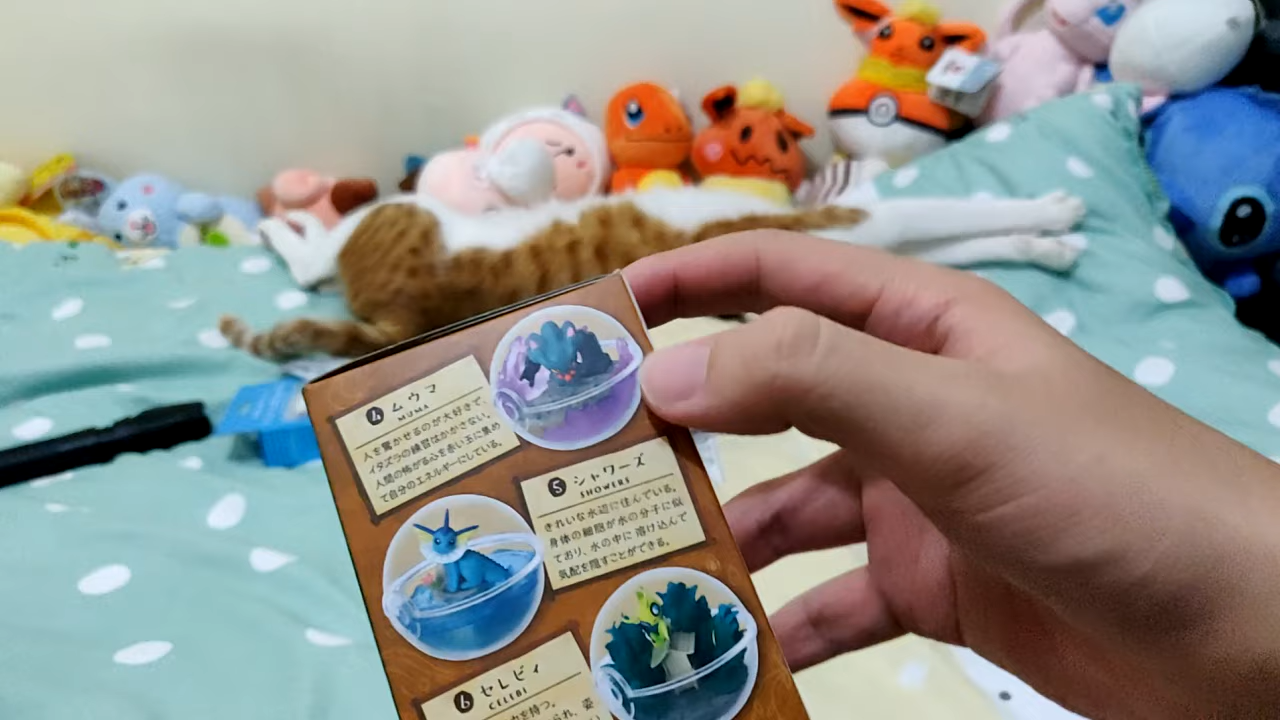 4 ムウマ
MUMA
人を驚かせるのが大好きで、
イタズラの練習はかかさない。
人間の怖がる心を赤い玉に集め
て自分のエネルギーにしている。
5 シャワーズ
SHOWERS
きれいな水辺に住んでいる。
身体の細胞が水の分子に似
ており、水の中に溶け込んで
気配を隠すことができる。
6 セレビィ
CELEBI
を持つ。